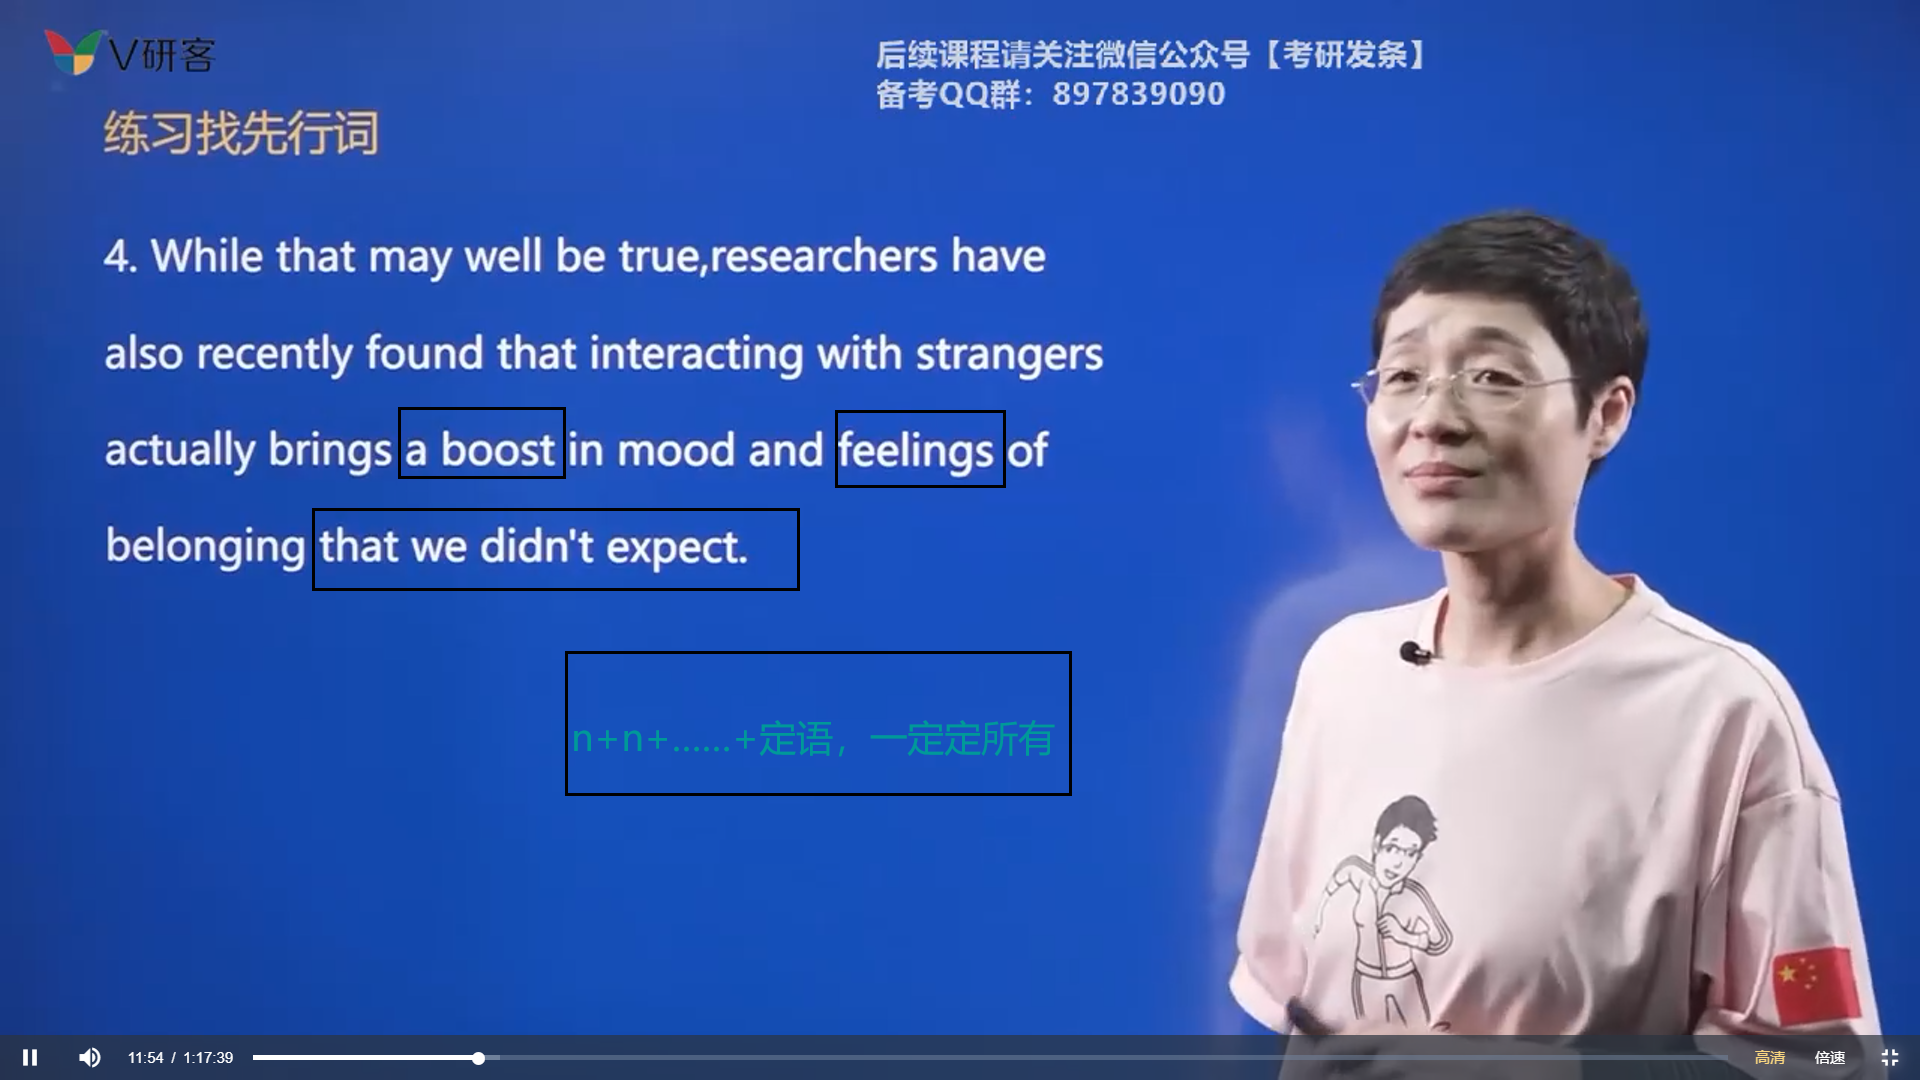 V研客
后续课程请关注微信公众号【考研发条】
备考QQ群：897839090
练习找先行词
4. While that may well be true,researchers have
also recently found that interacting with strangers
actually brings a boost in mood and feelings of
belonging that we didn't expect.
n+n+……+定语，一定定所有
11:54 / 1:17:39
高清
倍速